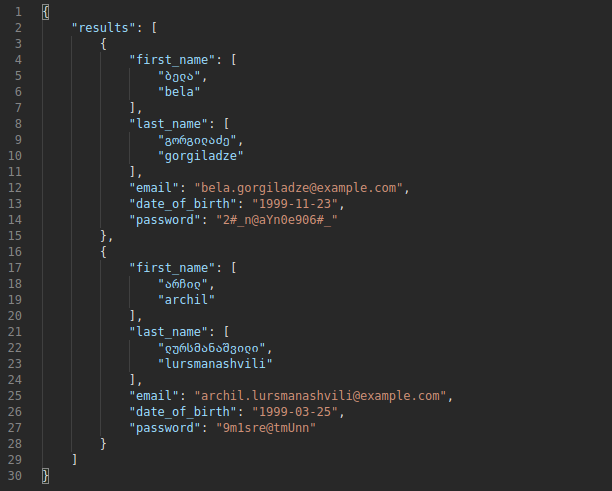 1 {
2 "results": [
3 {
4 "first_name": [
5 "ბელა",
6 "bela"
7 ],
8 "last_name": [
9 "გორგილაძე",
10 "gorgiladze"
11 ],
12 "email": "bela.gorgiladze@example.com",
13 "date_of_birth": "1999-11-23",
14 "password": "2#_n@aYn0e906#_"
15 },
16 {
17 "first_name": [
18 "არჩილ",
19 "archil"
20 ],
21 "last_name": [
22 "ლურსმანაშვილი",
23 "lursmanashvili"
24 ],
25 "email": "archil.lursmanashvili@example.com",
26 "date_of_birth": "1999-03-25",
27 "password": "9m1sre@tmUnn"
28 }
29 ]
30 }